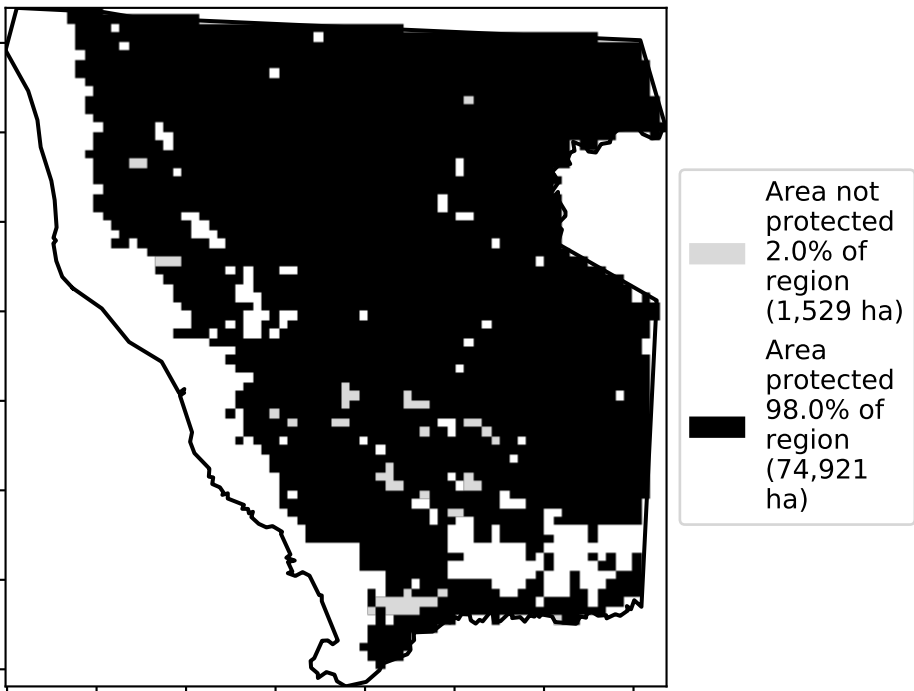 Area not
protected
2.0% of
region
(1,529 ha)
Area
protected
98.0% of
region
(74,921
ha)